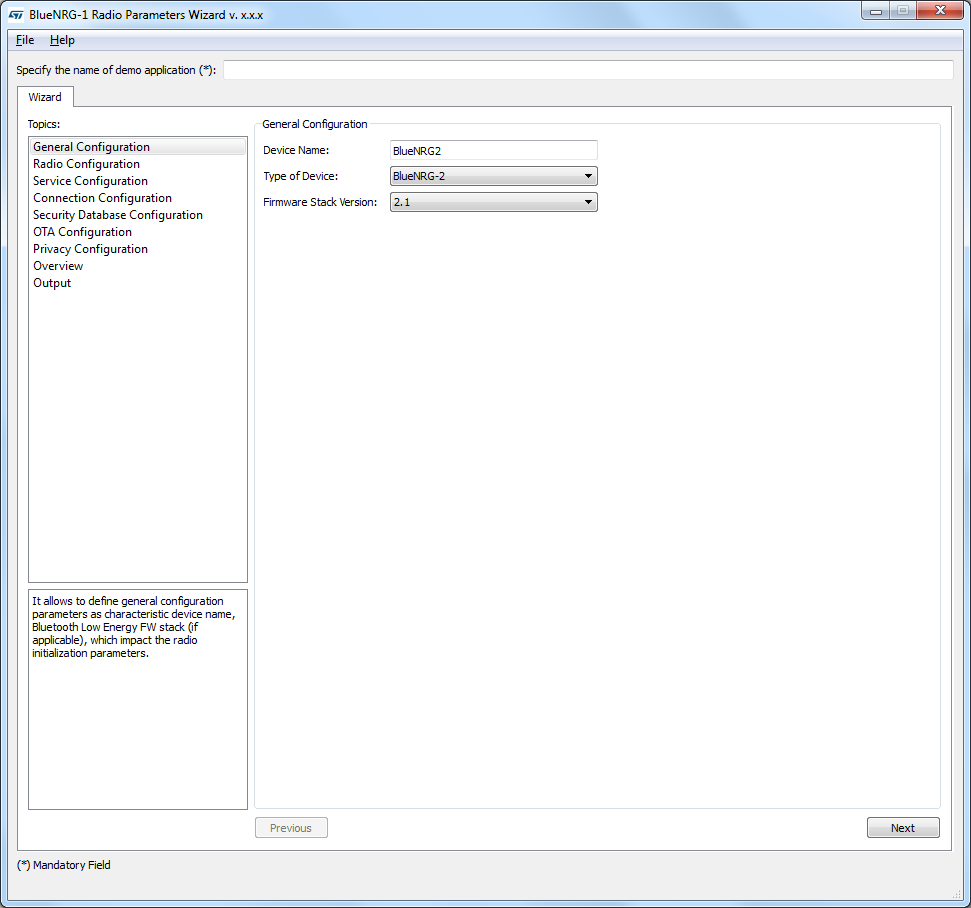 BlueNRG-1 Radio Parameters Wizard v. x.x.x
File Help
Specify the name of demo application (*):
Wizard
Topics:
General Configuration
Radio Configuration
Service Configuration
Connection Configuration
Security Database Configuration
OTA Configuration
Privacy Configuration
Overview
Output
It allows to define general configuration
parameters as characteristic device name,
Bluetooth Low Energy FW stack (if
applicable), which impact the radio
initialization parameters.
General Configuration
Device Name: BlueNRG2
Type of Device: BlueNRG-2
Firmware Stack Version: 2.1
Previous Next
(*) Mandatory Field